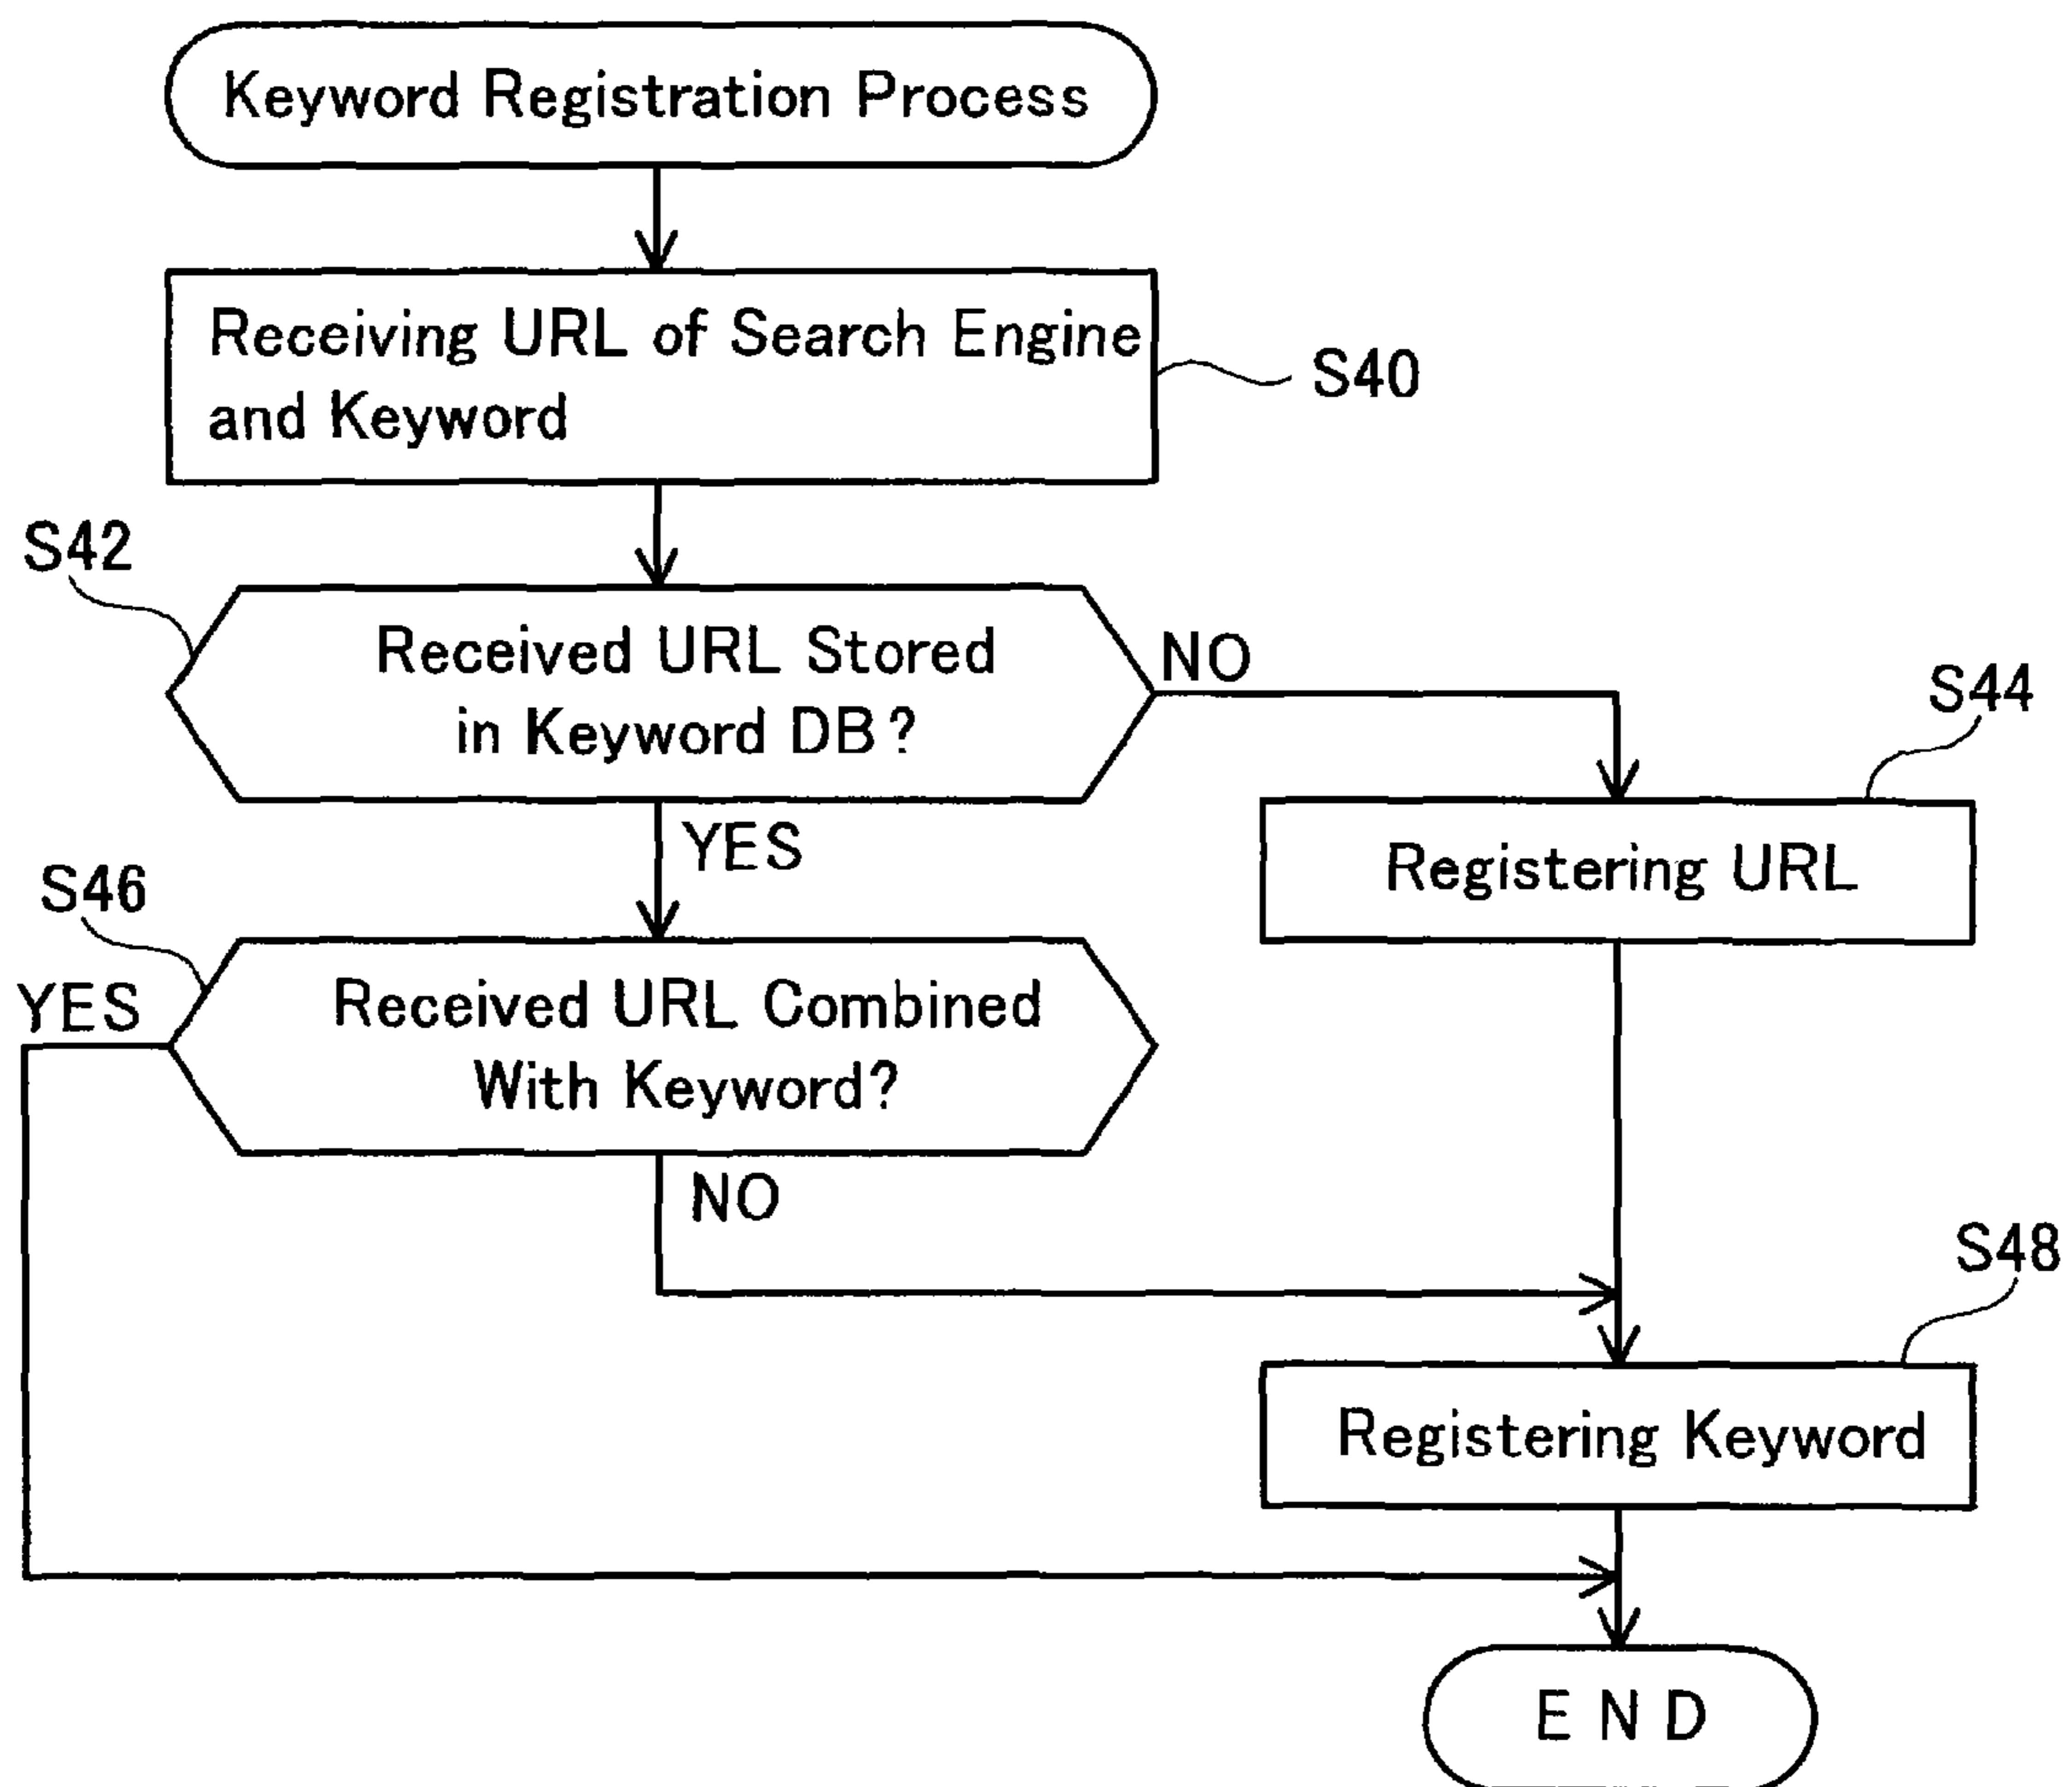 Keyword Registration Process
Receiving URL of Search Engine
and Keyword
S40
S42
Received URL Stored
in Keyword DB?
NO
S44
YES
Registering URL
S46
YES
Received URL Combined
With Keyword?
NO
S48
Registering Keyword
END